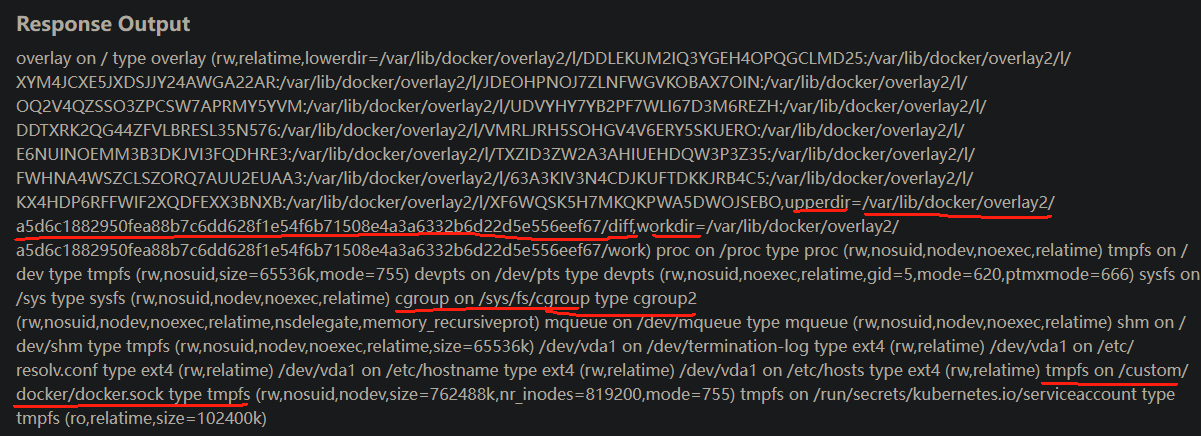 Response Output
overlay on / type overlay (rw,relatime,lowerdir=/var/lib/docker/overlay2/l/DDLEKUM2IQ3YGEH4OPQGCLMD25:/var/lib/docker/overlay2/l/
XYM4JCXE5JXDSJJY24AWGA22AR:/var/lib/docker/overlay2/l/JDEOHPNOJ7ZLNFWGVKOBAX7OIN:/var/lib/docker/overlay2/l/
OQ2V4QZSSO3ZPCSW7APRMY5YVM:/var/lib/docker/overlay2/l/UDVYHY7YB2PF7WLI67D3M6REZH:/var/lib/docker/overlay2/l/
DDTXRK2QG44ZFVLBRESL35N576:/var/lib/docker/overlay2/l/VMRLJRH5SOHGV4V6ERY5SKUERO:/var/lib/docker/overlay2/l/
E6NUINOEMM3B3DKJVI3FQDHRE3:/var/lib/docker/overlay2/l/TXZID3ZW2A3AHIUEHDQW3P3Z35:/var/lib/docker/overlay2/l/
FWHNA4WSZCLSZORQ7AUU2EUAA3:/var/lib/docker/overlay2/l/63A3KIV3N4CDJKUFTDKKJRB4C5:/var/lib/docker/overlay2/l/
KX4HDP6RFFWIF2XQDFEXX3BNXB:/var/lib/docker/overlay2/l/XF6WQSK5H7MKQKPWA5DWOJSEBO,upperdir=/var/lib/docker/overlay2/
a5d6c1882950fea88b7c6dd628f1e54f6b71508e4a3a6332b6d22d5e556eef67/diff,workdir=/var/lib/docker/overlay2/
a5d6c1882950fea88b7c6dd628f1e54f6b71508e4a3a6332b6d22d5e556eef67/work) proc on /proc type proc (rw,nosuid,nodev,noexec,relatime) tmpfs on /
dev type tmpfs (rw,nosuid,size=65536k,mode=755) devpts on /dev/pts type devpts (rw,nosuid,noexec,relatime,gid=5,mode=620,ptmxmode=666) sysfs on
/sys type sysfs (rw,nosuid,nodev,noexec,relatime) cgroup on /sys/fs/cgroup type cgroup2
(rw,nosuid,nodev,noexec,relatime,nsdelegate,memory_recursiveprot) mqueue on /dev/mqueue type mqueue (rw,nosuid,nodev,noexec,relatime) shm on /
dev/shm type tmpfs (rw,nosuid,nodev,noexec,relatime,size=65536k) /dev/vda1 on /dev/termination-log type ext4 (rw,relatime) /dev/vda1 on /etc/
resolv.conf type ext4 (rw,relatime) /dev/vda1 on /etc/hostname type ext4 (rw,relatime) /dev/vda1 on /etc/hosts type ext4 (rw,relatime) tmpfs on /custom/
docker/docker.sock type tmpfs (rw,nosuid,nodev,size=762488k,nr_inodes=819200,mode=755) tmpfs on /run/secrets/kubernetes.io/serviceaccount type
tmpfs (ro,relatime,size=102400k)